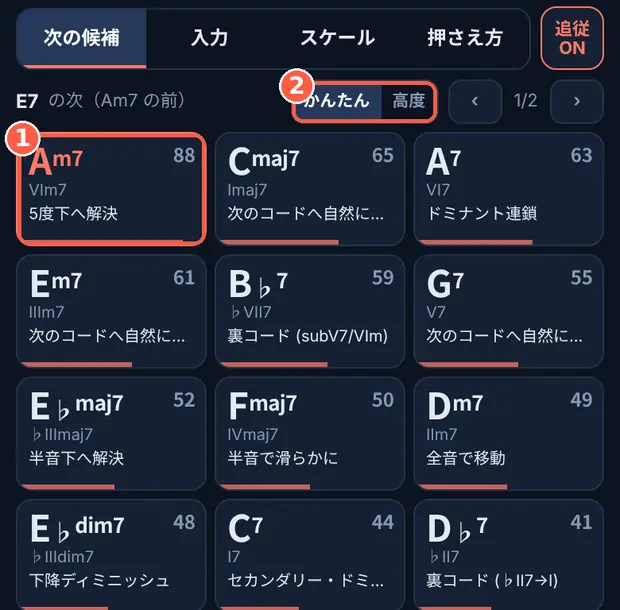 次の候補 入力 スケール 押さえ方 追従 ON
E7 の次（Am7 の前） 2 かんたん 高度 ‹ 1/2 ›
1
Am7 88 Cmaj7 65 A7 63
VIm7 Imaj7 VI7
5度下へ解決 次のコードへ自然に... ドミナント連鎖
Em7 61 B♭7 59 G7 55
IIIm7 ♭VII7 V7
次のコードへ自然に... 裏コード (subV7/VIm) 次のコードへ自然に...
E♭maj7 52 Fmaj7 50 Dm7 49
♭IIImaj7 IVmaj7 IIm7
半音下へ解決 半音で滑らかに 全音で移動
E♭dim7 48 C7 44 D♭7 41
♭IIIdim7 I7 ♭II7
下降ディミニッシュ セカンダリー・ドミ... 裏コード (♭II7→I)